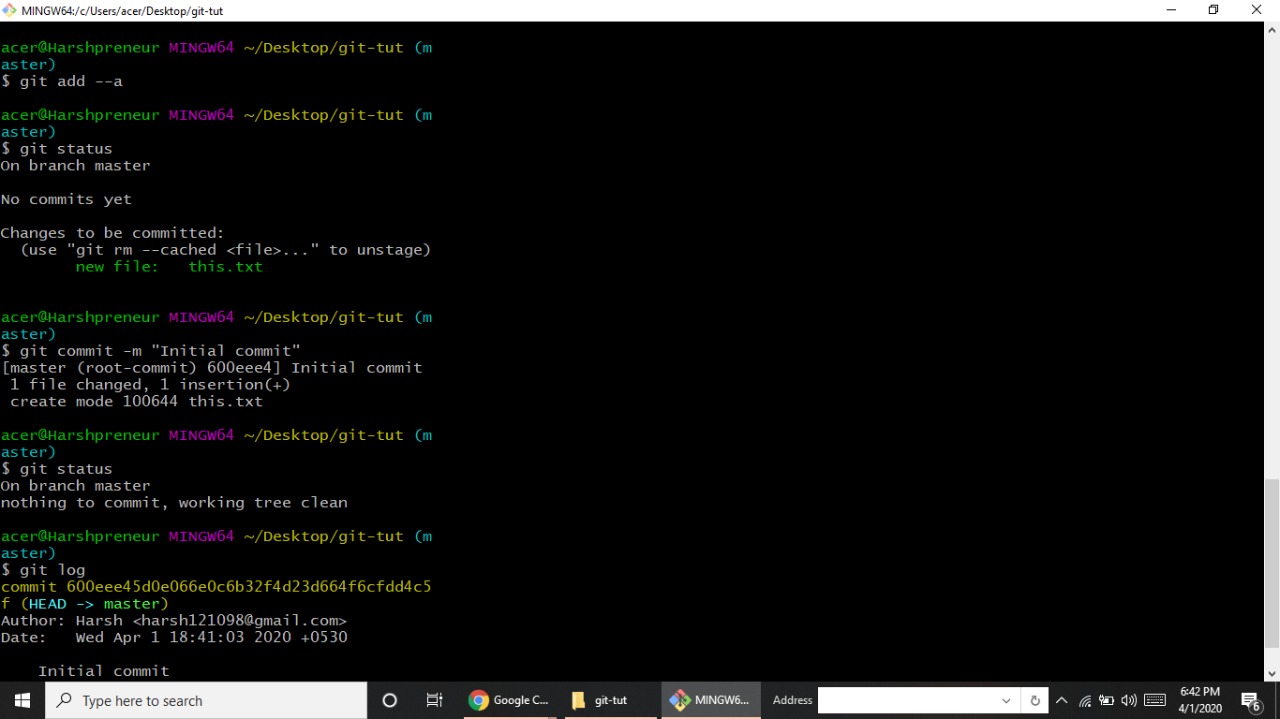 MINGW64:/c/Users/acer/Desktop/git-tut
acer@Harshpreneur MINGW64 ~/Desktop/git-tut (m
aster)
$ git add --a
acer@Harshpreneur MINGW64 ~/Desktop/git-tut (m
aster)
$ git status
On branch master
No commits yet
Changes to be committed:
  (use "git rm --cached <file>..." to unstage)
        new file:   this.txt
acer@Harshpreneur MINGW64 ~/Desktop/git-tut (m
aster)
$ git commit -m "Initial commit"
[master (root-commit) 600eee4] Initial commit
 1 file changed, 1 insertion(+)
 create mode 100644 this.txt
acer@Harshpreneur MINGW64 ~/Desktop/git-tut (m
aster)
$ git status
On branch master
nothing to commit, working tree clean
acer@Harshpreneur MINGW64 ~/Desktop/git-tut (m
aster)
$ git log
commit 600eee45d0e066e0c6b32f4d23d664f6cfdd4c5
f (HEAD -> master)
Author: Harsh <harsh121098@gmail.com>
Date:   Wed Apr 1 18:41:03 2020 +0530
    Initial commit
Type here to search
Google C...
git-tut
MINGW6...
Address
6:42 PM
4/1/2020
6